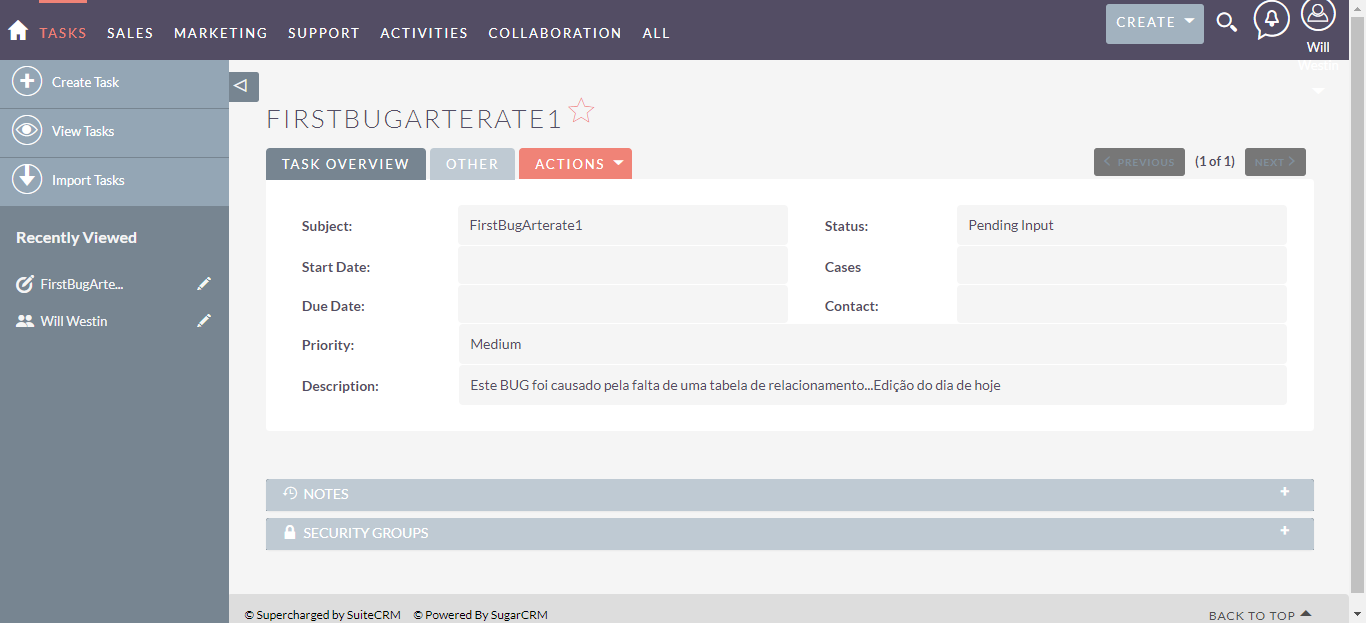 TASKS SALES MARKETING SUPPORT ACTIVITIES COLLABORATION ALL
CREATE
Will
Westin
Create Task
View Tasks
Import Tasks
Recently Viewed
FirstBugArte...
Will Westin
FIRSTBUGARTERATE1
TASK OVERVIEW OTHER ACTIONS
PREVIOUS (1 of 1) NEXT
Subject: FirstBugArterate1 Status: Pending Input
Start Date: Cases
Due Date: Contact:
Priority: Medium
Description: Este BUG foi causado pela falta de uma tabela de relacionamento...Edição do dia de hoje
NOTES +
SECURITY GROUPS +
© Supercharged by SuiteCRM © Powered By SugarCRM
BACK TO TOP